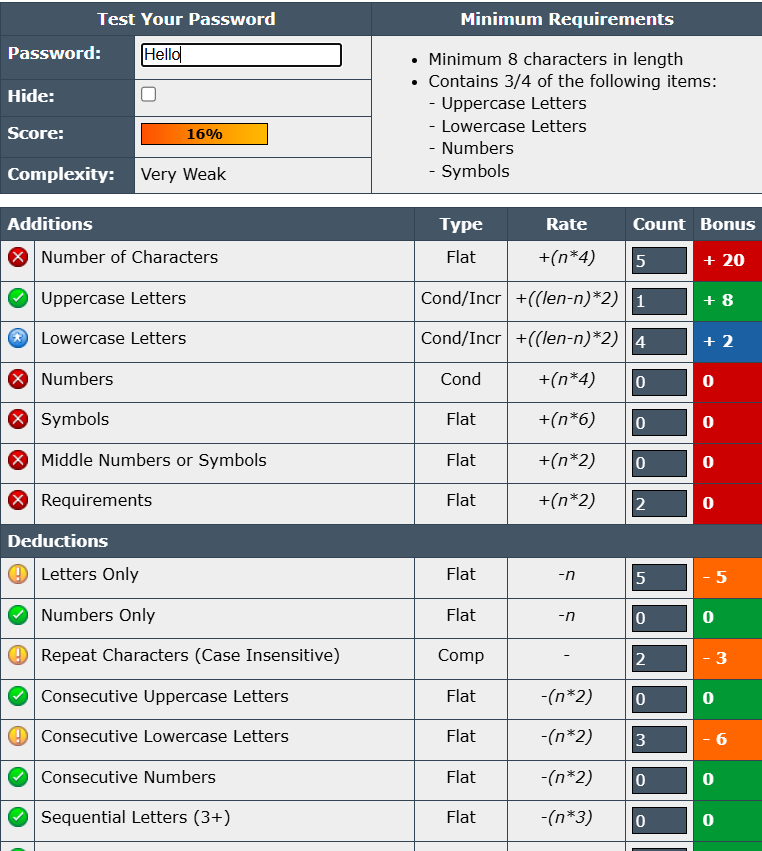 Test Your Password
Minimum Requirements
Password:
Hello
• Minimum 8 characters in length
• Contains 3/4 of the following items:
- Uppercase Letters
- Lowercase Letters
- Numbers
- Symbols
Hide:
Score:
16%
Complexity:
Very Weak
Additions Type Rate Count Bonus
Number of Characters Flat +(n*4) 5 + 20
Uppercase Letters Cond/Incr +((len-n)*2) 1 + 8
Lowercase Letters Cond/Incr +((len-n)*2) 4 + 2
Numbers Cond +(n*4) 0 0
Symbols Flat +(n*6) 0 0
Middle Numbers or Symbols Flat +(n*2) 0 0
Requirements Flat +(n*2) 2 0
Deductions
Letters Only Flat -n 5 - 5
Numbers Only Flat -n 0 0
Repeat Characters (Case Insensitive) Comp - 2 - 3
Consecutive Uppercase Letters Flat -(n*2) 0 0
Consecutive Lowercase Letters Flat -(n*2) 3 - 6
Consecutive Numbers Flat -(n*2) 0 0
Sequential Letters (3+) Flat -(n*3) 0 0